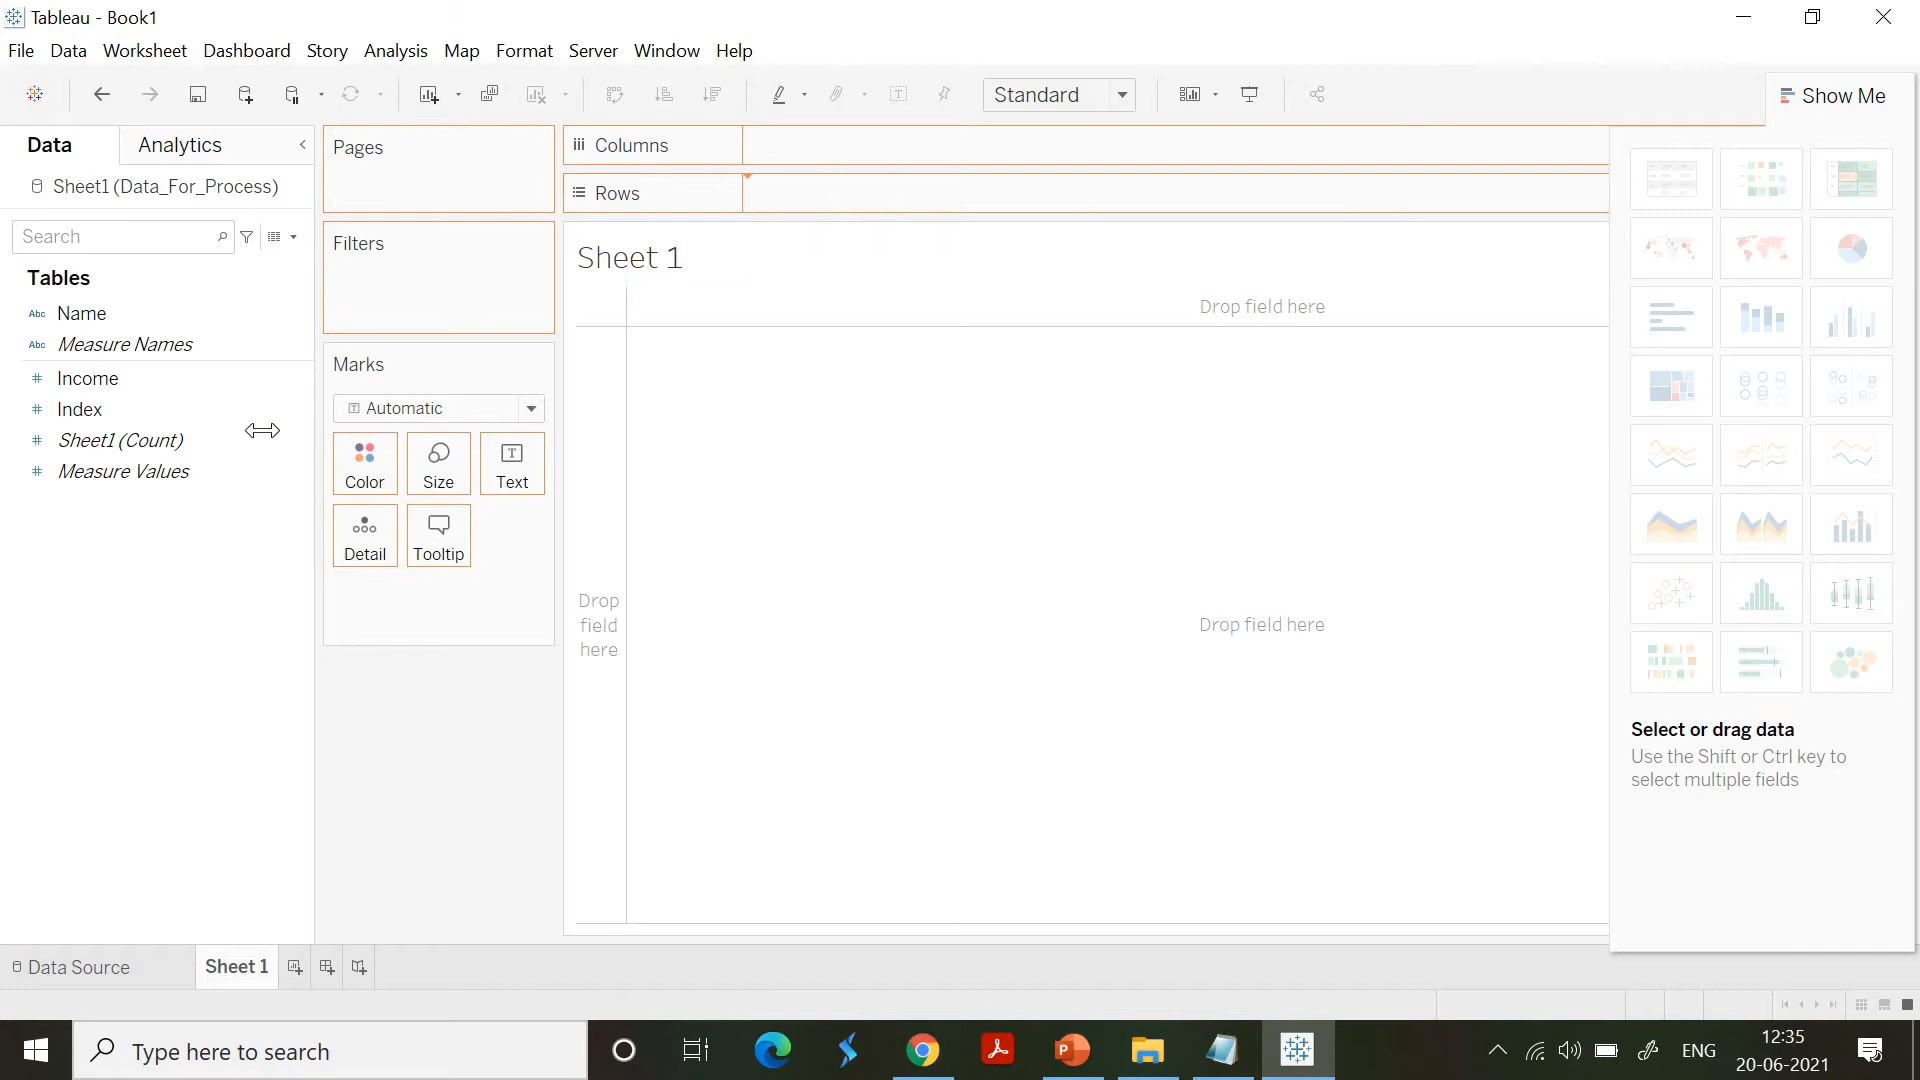 Tableau - Book1
File Data Worksheet Dashboard Story Analysis Map Format Server Window Help
Standard
Show Me
Data
Analytics
Sheet1 (Data_For_Process)
Search
Tables
Abc Name
Abc Measure Names
# Income
# Index
# Sheet1 (Count)
# Measure Values
Pages
Filters
Marks
T Automatic
Color
Size
T
Text
Detail
Tooltip
Columns
Rows
Sheet 1
Drop field here
Drop
field
here
Drop field here
Select or drag data
Use the Shift or Ctrl key to
select multiple fields
Data Source
Sheet 1
Type here to search
P
ENG
12:35
20-06-2021